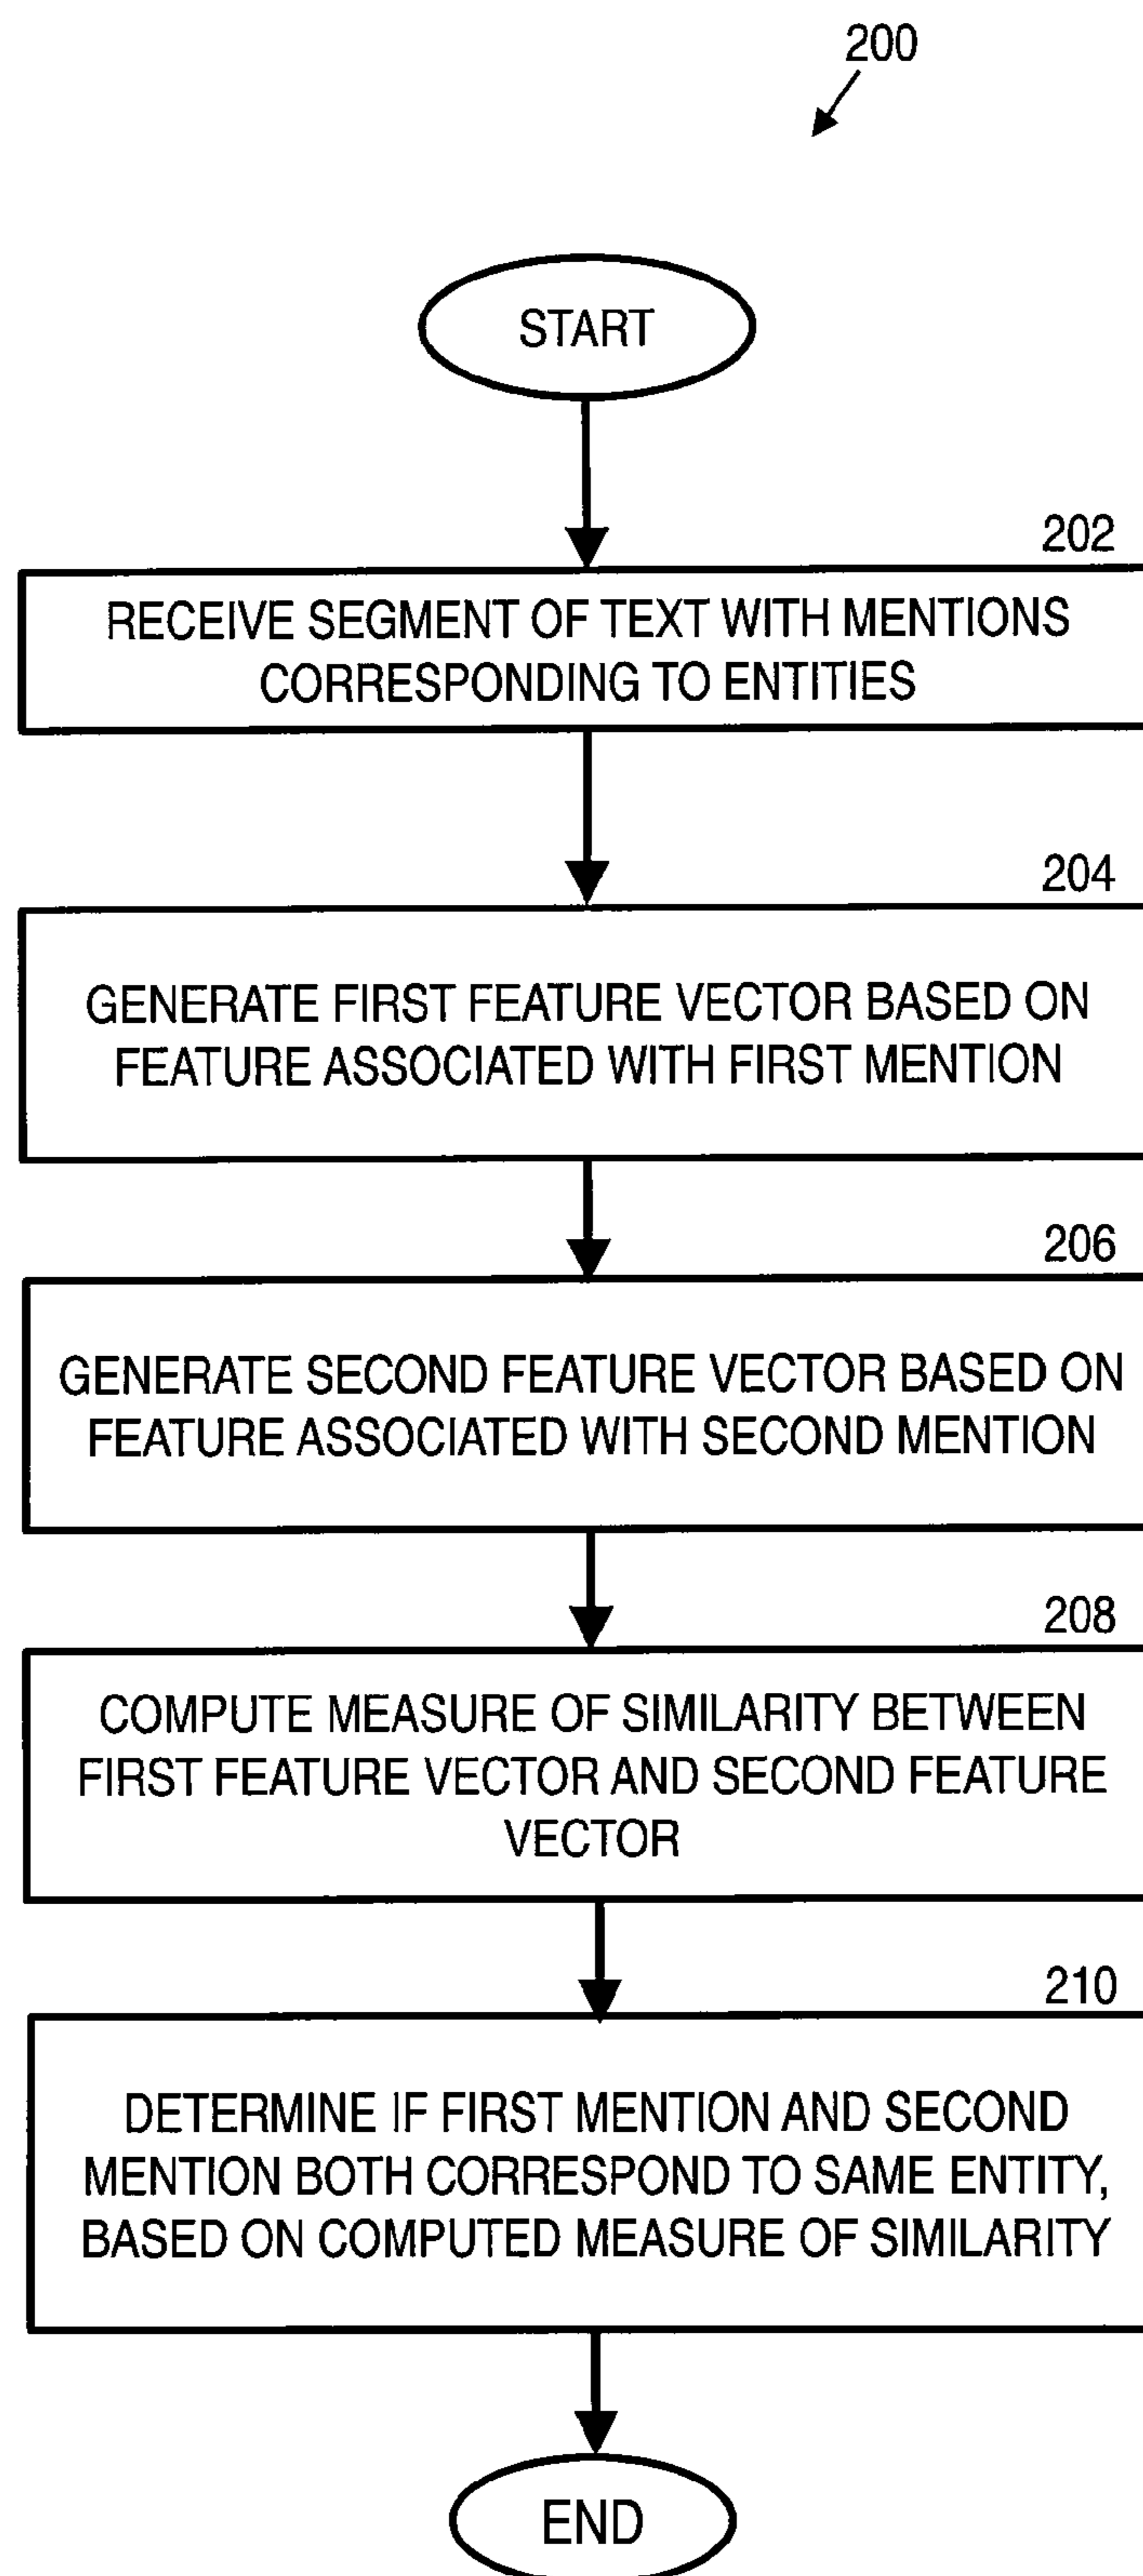 200
START
202
RECEIVE SEGMENT OF TEXT WITH MENTIONS
CORRESPONDING TO ENTITIES
204
GENERATE FIRST FEATURE VECTOR BASED ON
FEATURE ASSOCIATED WITH FIRST MENTION
206
GENERATE SECOND FEATURE VECTOR BASED ON
FEATURE ASSOCIATED WITH SECOND MENTION
208
COMPUTE MEASURE OF SIMILARITY BETWEEN
FIRST FEATURE VECTOR AND SECOND FEATURE
VECTOR
210
DETERMINE IF FIRST MENTION AND SECOND
MENTION BOTH CORRESPOND TO SAME ENTITY,
BASED ON COMPUTED MEASURE OF SIMILARITY
END